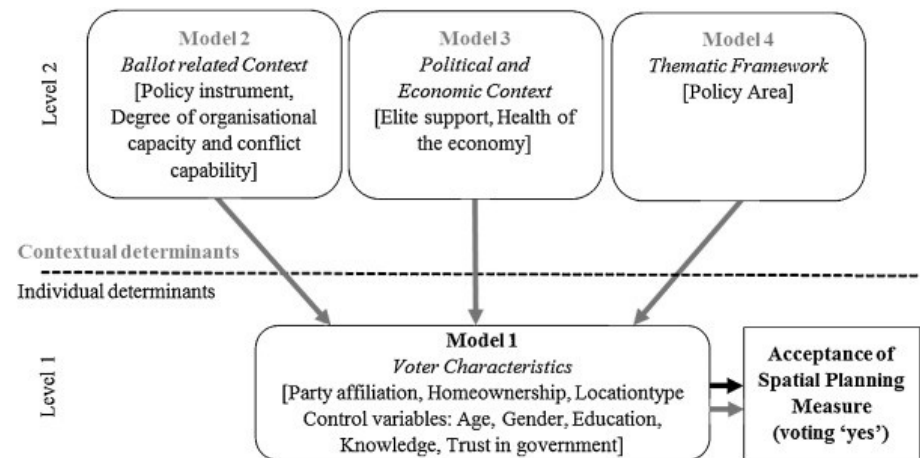 Level 2
Model 2
Ballot related Context
[Policy instrument,
Degree of organisational
capacity and conflict
capability]
Model 3
Political and
Economic Context
[Elite support, Health of
the economy]
Model 4
Thematic Framework
[Policy Area]
Contextual determinants
Individual determinants
Level 1
Model 1
Voter Characteristics
[Party affiliation, Homeownership, Locationtype
Control variables: Age, Gender, Education,
Knowledge, Trust in government]
Acceptance of
Spatial Planning
Measure
(voting ‘yes’)